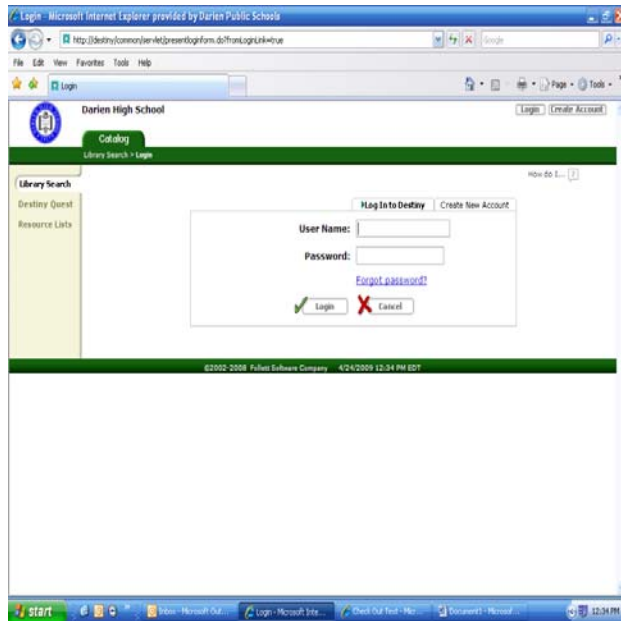 Login - Microsoft Internet Explorer provided by Darien Public Schools
http://destiny/common/servlet/presentloginform.do?fromLoginLink=true
Google
File Edit View Favorites Tools Help
Login
Page Tools
Darien High School
Login Create Account
Catalog
Library Search > Login
How do I... ?
Library Search
Destiny Quest
Resource Lists
Log In to Destiny Create New Account
User Name:
Password:
Forgot password?
Login Cancel
©2002-2008 Follett Software Company 4/24/2009 12:34 PM EDT
start Inbox - Microsoft Out... Login - Microsoft Inte... Check Out Test - Mic... Document1 - Microsof... 12:34 PM